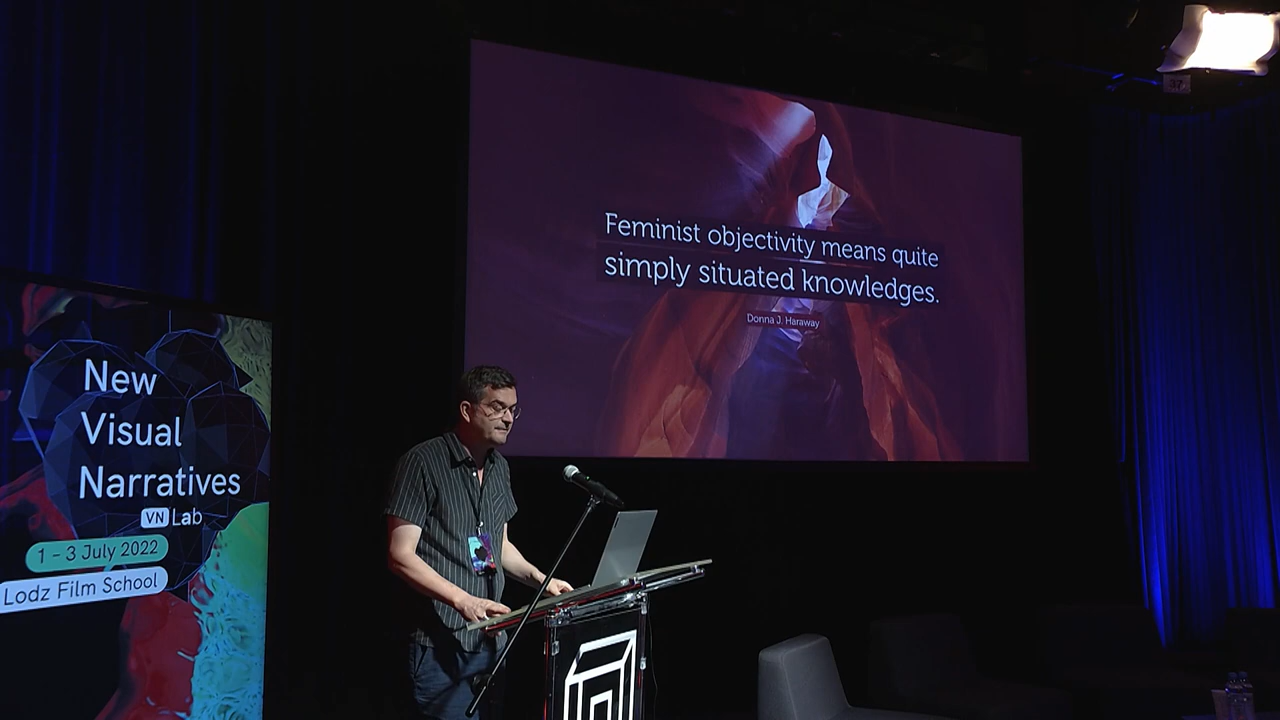 Feminist objectivity means quite
simply situated knowledges.
Donna J. Haraway
New
Visual
Narratives
VN Lab
1 – 3 July 2022
Lodz Film School
37